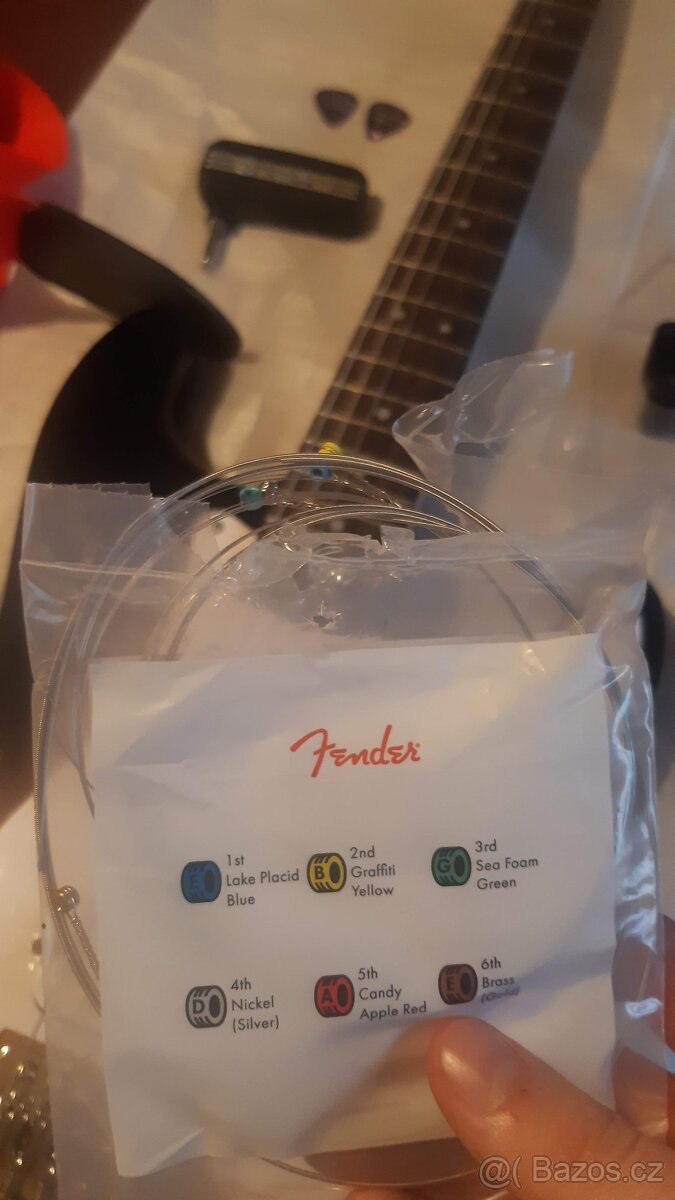 Fender
E
1st
Lake Placid
Blue
B
2nd
Graffiti
Yellow
G
3rd
Sea Foam
Green
D
4th
Nickel
(Silver)
A
5th
Candy
Apple Red
E
6th
Brass
(Gold)
@( Bazos.cz